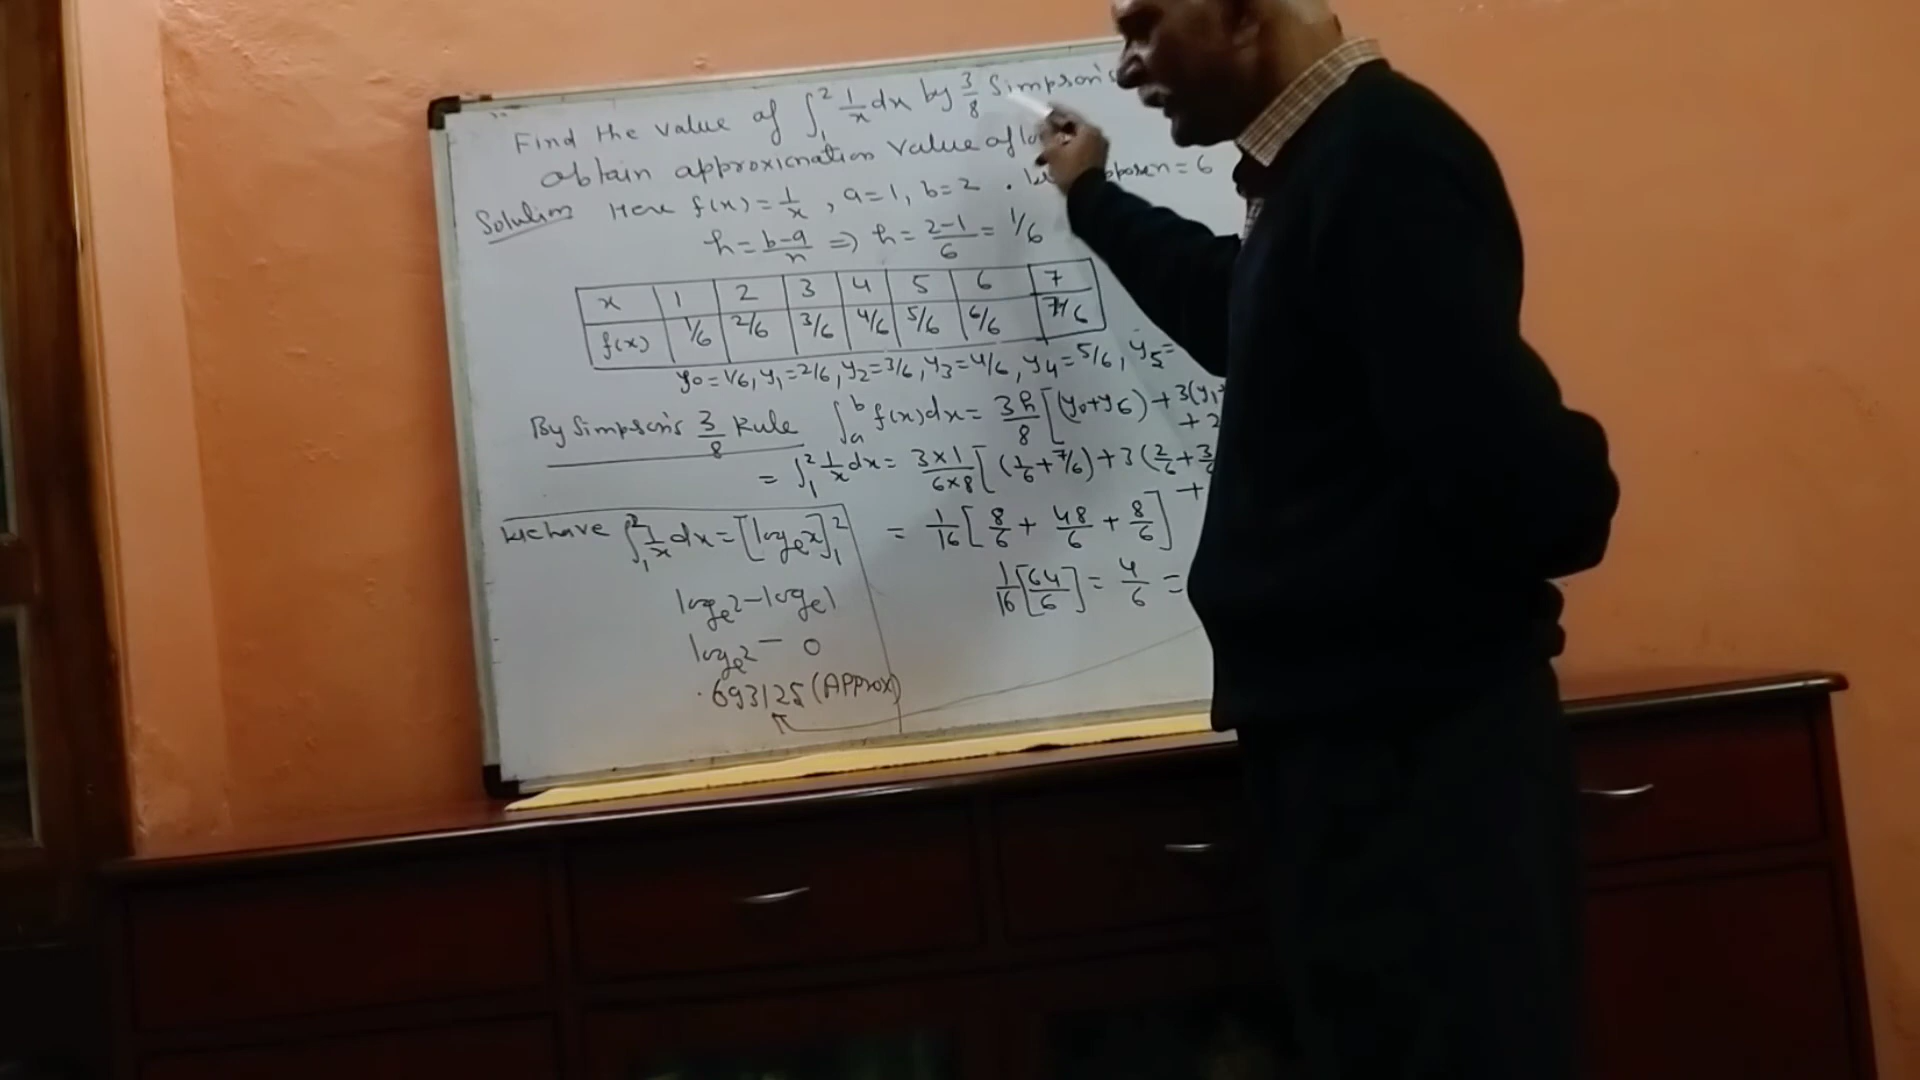 Find the value of ∫₁² 1/x dx by 3/8 Simpson's
obtain approxicnation value of
Solution Here f(x) = 1/x, a=1, b=2 . n = 6
h = b-a/n => h = 2-1/6 = 1/6
x 1 2 3 4 5 6 7
f(x) 1/6 2/6 3/6 4/6 5/6 6/6 7/6
y0=1/6, y1=2/6, y2=3/6, y3=4/6, y4=5/6, y5=
By Simpson's 3/8 Rule ∫ₐᵇ f(x)dx = 3h/8 [(y0+y6)+3(y1+
+2
= ∫₁² 1/x dx = 3×1/6×8 [(1/6+7/6)+3(2/6+3/6
+
= 1/16 [8/6 + 48/6 + 8/6]
1/16 [64/6] = 4/6 =
We have ∫₁² 1/x dx = [logₑx]₁²
logₑ2 - logₑ1
logₑ2 - 0
.693125 (APProx)